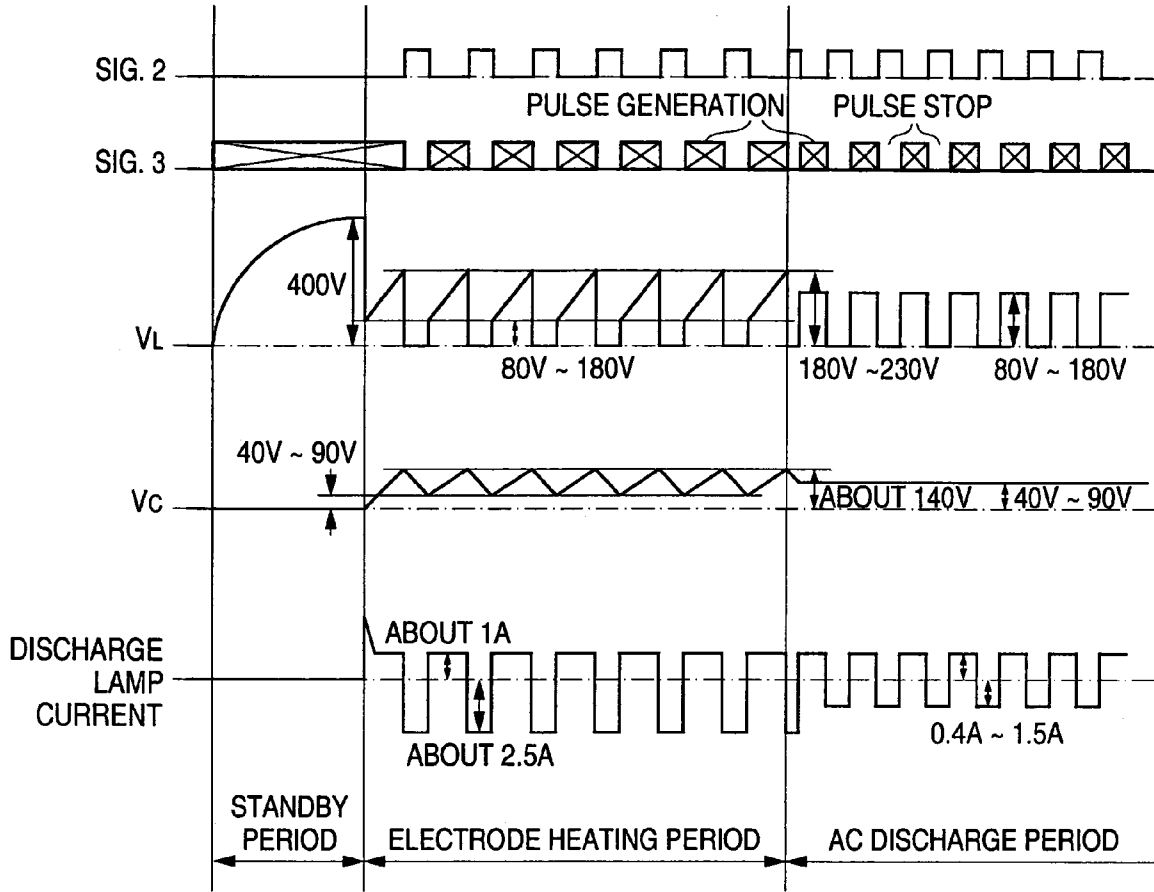 SIG. 2
PULSE GENERATION PULSE STOP
SIG. 3
400V
VL
80V ~ 180V
180V ~230V
80V ~ 180V
40V ~ 90V
VC
ABOUT 140V
40V ~ 90V
DISCHARGE
LAMP
CURRENT
ABOUT 1A
ABOUT 2.5A
0.4A ~ 1.5A
STANDBY
PERIOD
ELECTRODE HEATING PERIOD
AC DISCHARGE PERIOD